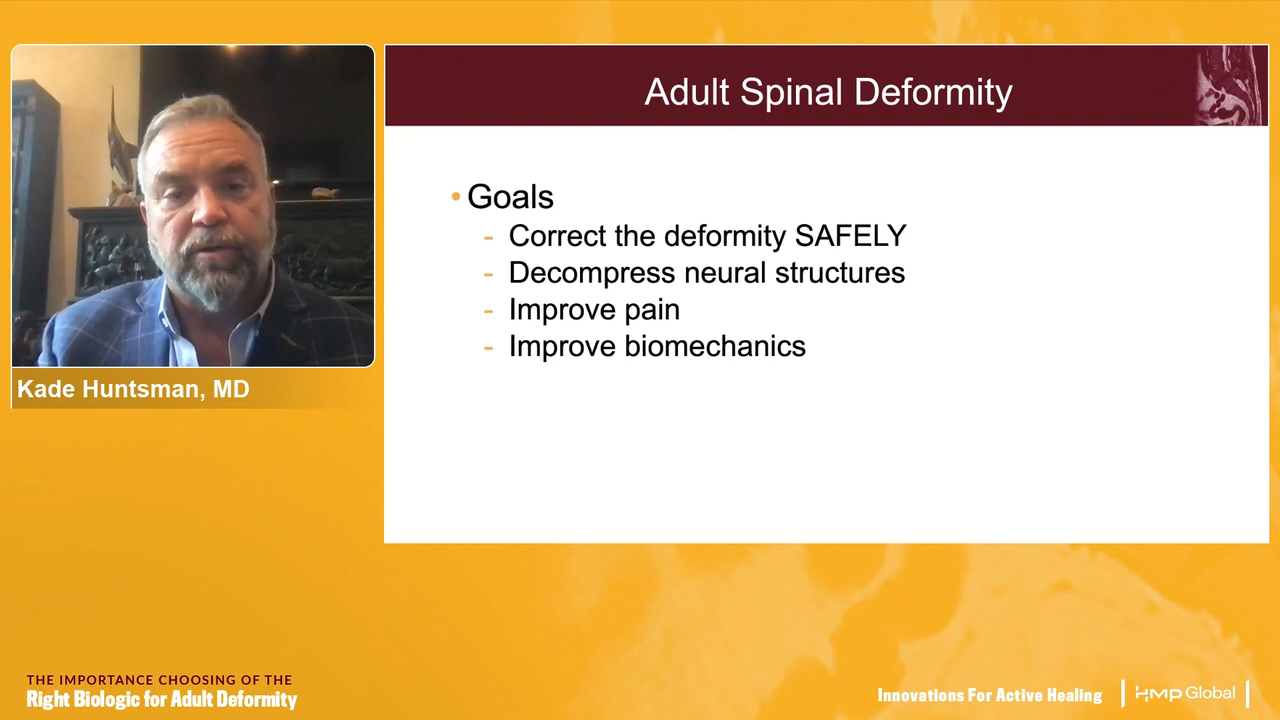 Adult Spinal Deformity
• Goals
- Correct the deformity SAFELY
- Decompress neural structures
- Improve pain
- Improve biomechanics
Kade Huntsman, MD
THE IMPORTANCE CHOOSING OF THE
Right Biologic for Adult Deformity
Innovations For Active Healing
HMP Global